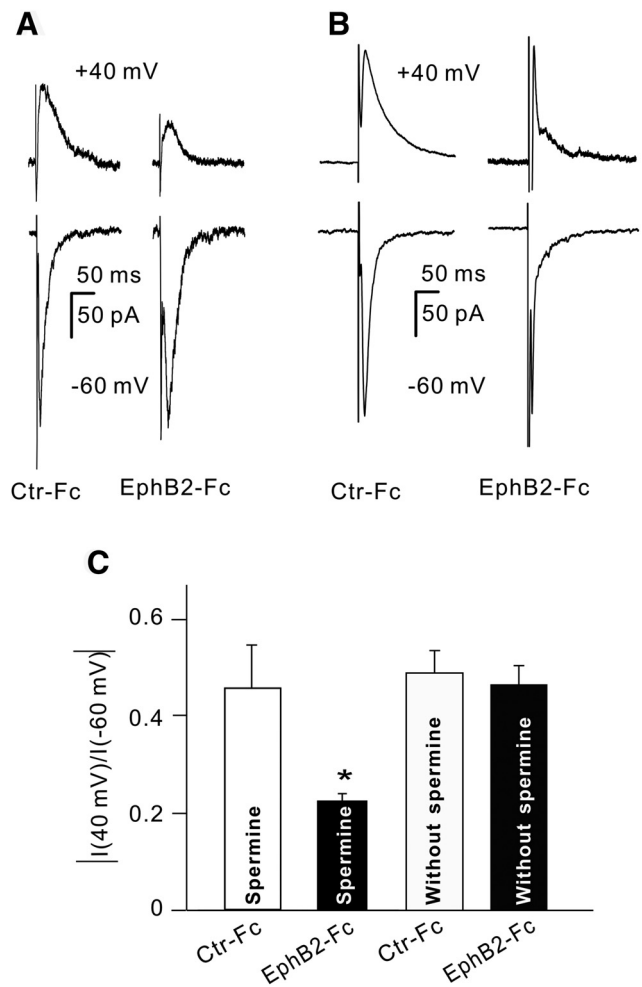 A
+40 mV
50 ms
50 pA
-60 mV
Ctr-Fc
EphB2-Fc
B
+40 mV
50 ms
50 pA
-60 mV
Ctr-Fc
EphB2-Fc
C
|I(40 mV)/I(-60 mV)|
0.6
0.4
0.2
0
Spermine
*
Spermine
Without spermine
Without spermine
Ctr-Fc
EphB2-Fc
Ctr-Fc
EphB2-Fc